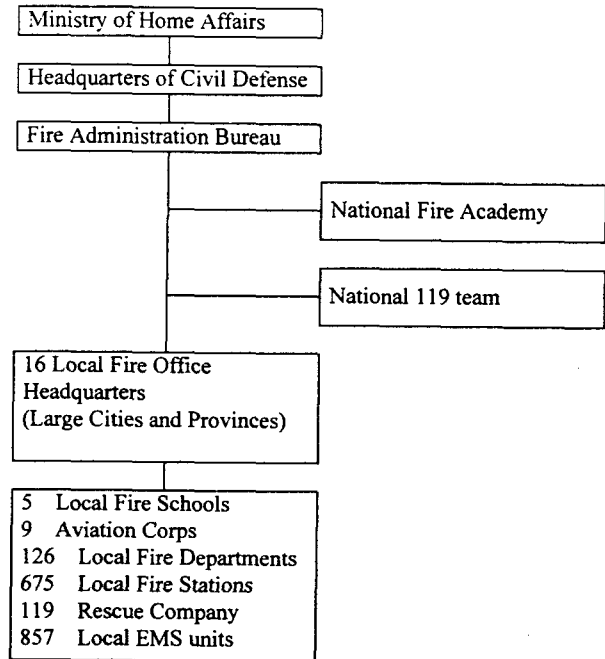 Ministry of Home Affairs
Headquarters of Civil Defense
Fire Administration Bureau
National Fire Academy
National 119 team
16 Local Fire Office
Headquarters
(Large Cities and Provinces)
5 Local Fire Schools
9 Aviation Corps
126 Local Fire Departments
675 Local Fire Stations
119 Rescue Company
857 Local EMS units